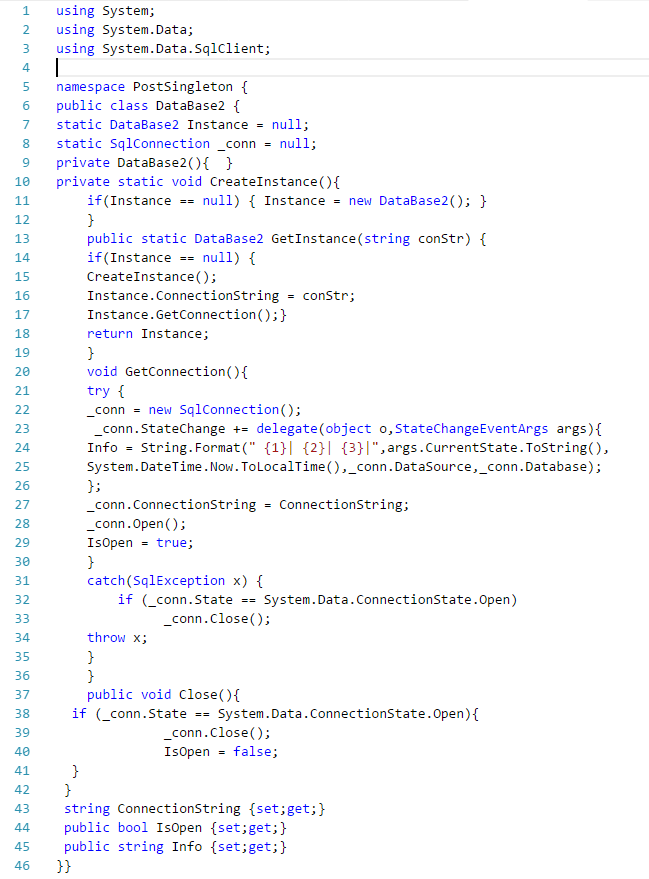 1 using System;
2 using System.Data;
3 using System.Data.SqlClient;
4
5 namespace PostSingleton {
6 public class DataBase2 {
7 static DataBase2 Instance = null;
8 static SqlConnection _conn = null;
9 private DataBase2(){  }
10 private static void CreateInstance(){
11     if(Instance == null) { Instance = new DataBase2(); }
12     }
13     public static DataBase2 GetInstance(string conStr) {
14     if(Instance == null) {
15     CreateInstance();
16     Instance.ConnectionString = conStr;
17     Instance.GetConnection();}
18     return Instance;
19     }
20     void GetConnection(){
21     try {
22     _conn = new SqlConnection();
23      _conn.StateChange += delegate(object o,StateChangeEventArgs args){
24     Info = String.Format(" {1}| {2}| {3}|",args.CurrentState.ToString(),
25     System.DateTime.Now.ToLocalTime(),_conn.DataSource,_conn.Database);
26     };
27     _conn.ConnectionString = ConnectionString;
28     _conn.Open();
29     IsOpen = true;
30     }
31     catch(SqlException x) {
32         if (_conn.State == System.Data.ConnectionState.Open)
33               _conn.Close();
34     throw x;
35     }
36     }
37     public void Close(){
38   if (_conn.State == System.Data.ConnectionState.Open){
39               _conn.Close();
40               IsOpen = false;
41   }
42  }
43  string ConnectionString {set;get;}
44  public bool IsOpen {set;get;}
45  public string Info {set;get;}
46 }}